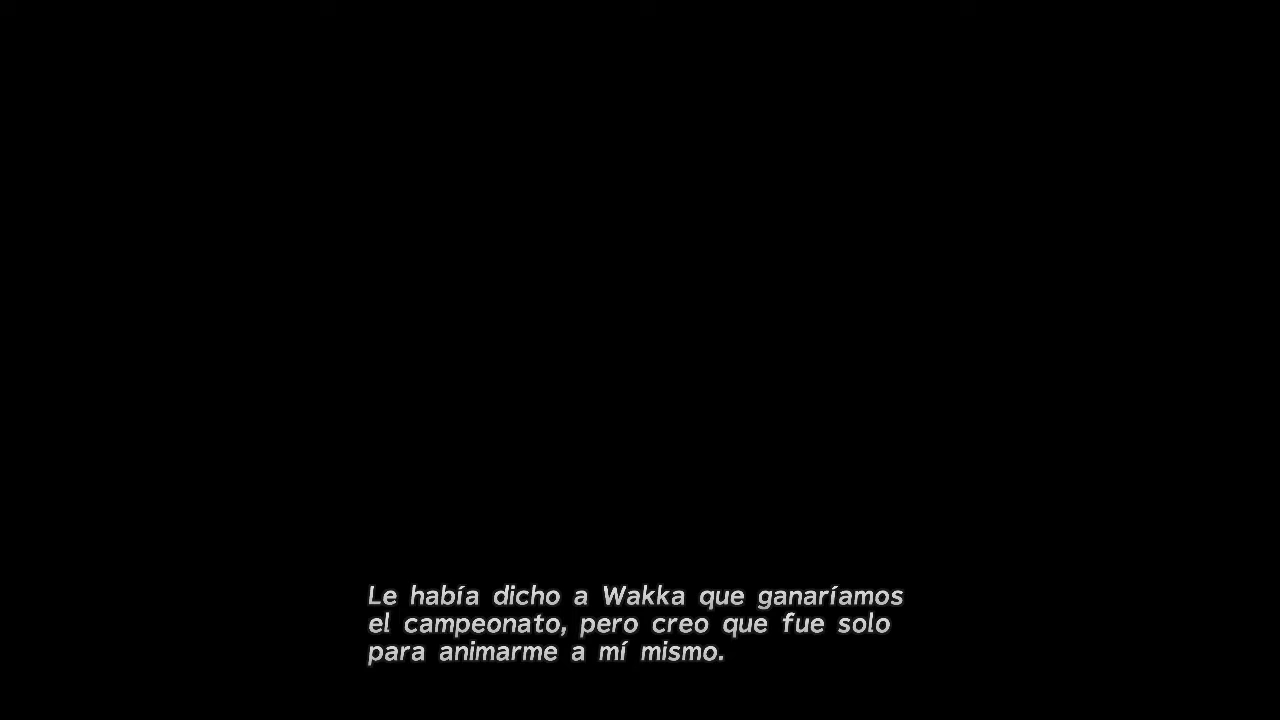 Le había dicho a Wakka que ganaríamos
el campeonato, pero creo que fue solo
para animarme a mí mismo.